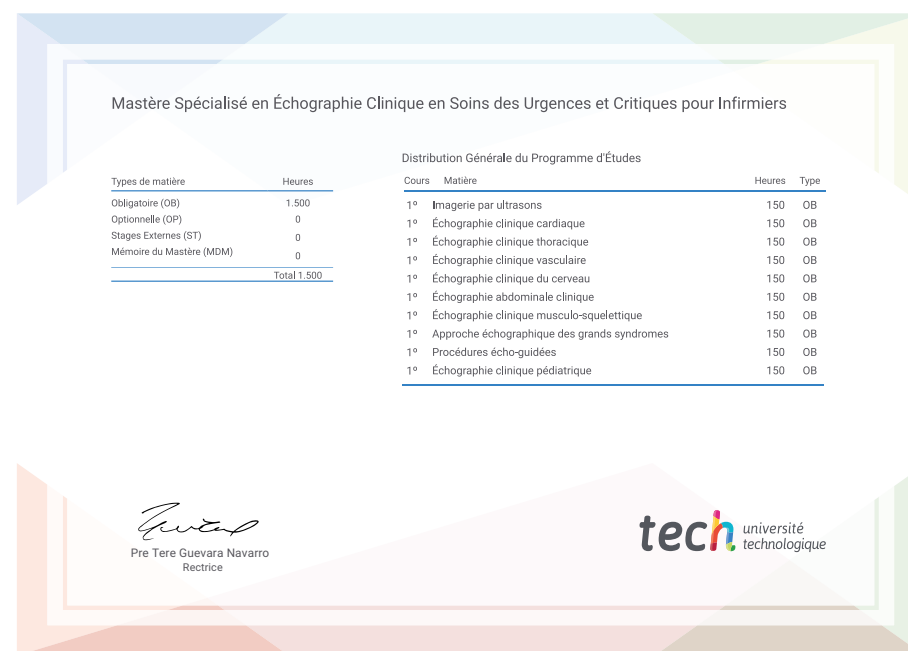 Mastère Spécialisé en Échographie Clinique en Soins des Urgences et Critiques pour Infirmiers
Types de matière Heures
Obligatoire (OB) 1.500
Optionnelle (OP) 0
Stages Externes (ST) 0
Mémoire du Mastère (MDM) 0
Total 1.500
Distribution Générale du Programme d'Études
Cours Matière Heures Type
1º Imagerie par ultrasons 150 OB
1º Échographie clinique cardiaque 150 OB
1º Échographie clinique thoracique 150 OB
1º Échographie clinique vasculaire 150 OB
1º Échographie clinique du cerveau 150 OB
1º Échographie abdominale clinique 150 OB
1º Échographie clinique musculo-squelettique 150 OB
1º Approche échographique des grands syndromes 150 OB
1º Procédures écho-guidées 150 OB
1º Échographie clinique pédiatrique 150 OB
Pre Tere Guevara Navarro
Rectrice
tech université
technologique